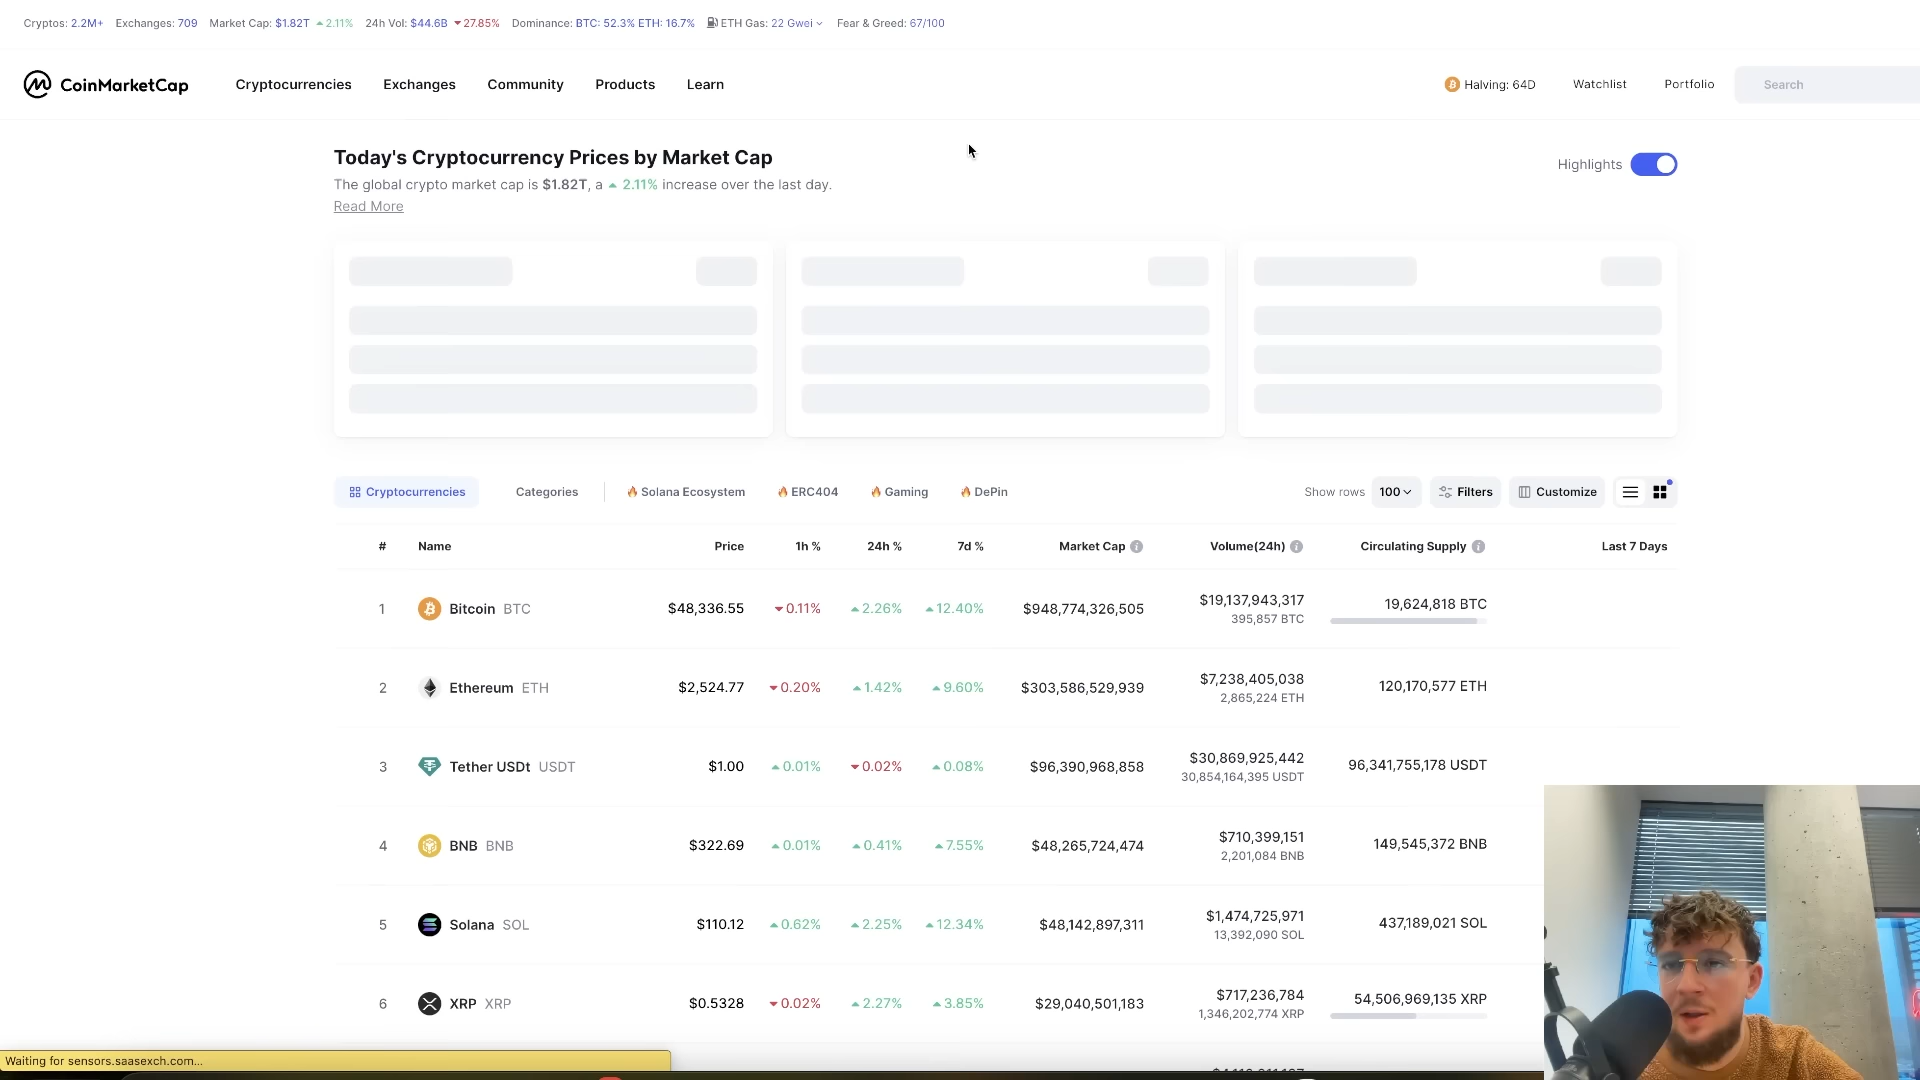 Cryptos: 2.2M+ Exchanges: 709 Market Cap: $1.82T 2.11% 24h Vol: $44.6B 27.85% Dominance: BTC: 52.3% ETH: 16.7% ETH Gas: 22 Gwei Fear & Greed: 67/100
CoinMarketCap Cryptocurrencies Exchanges Community Products Learn Halving: 64D Watchlist Portfolio Search
Today's Cryptocurrency Prices by Market Cap
Highlights
The global crypto market cap is $1.82T, a 2.11% increase over the last day.
Read More
Cryptocurrencies Categories Solana Ecosystem ERC404 Gaming DePin Show rows 100 Filters Customize
# Name Price 1h % 24h % 7d % Market Cap Volume(24h) Circulating Supply Last 7 Days
1 Bitcoin BTC $48,336.55 0.11% 2.26% 12.40% $948,774,326,505 $19,137,943,317 19,624,818 BTC
395,857 BTC
2 Ethereum ETH $2,524.77 0.20% 1.42% 9.60% $303,586,529,939 $7,238,405,038 120,170,577 ETH
2,865,224 ETH
3 Tether USDt USDT $1.00 0.01% 0.02% 0.08% $96,390,968,858 $30,869,925,442 96,341,755,178 USDT
30,854,164,395 USDT
4 BNB BNB $322.69 0.01% 0.41% 7.55% $48,265,724,474 $710,399,151 149,545,372 BNB
2,201,084 BNB
5 Solana SOL $110.12 0.62% 2.25% 12.34% $48,142,897,311 $1,474,725,971 437,189,021 SOL
13,392,090 SOL
6 XRP XRP $0.5328 0.02% 2.27% 3.85% $29,040,501,183 $717,236,784 54,506,969,135 XRP
1,346,202,774 XRP
Waiting for sensors.saasexch.com...